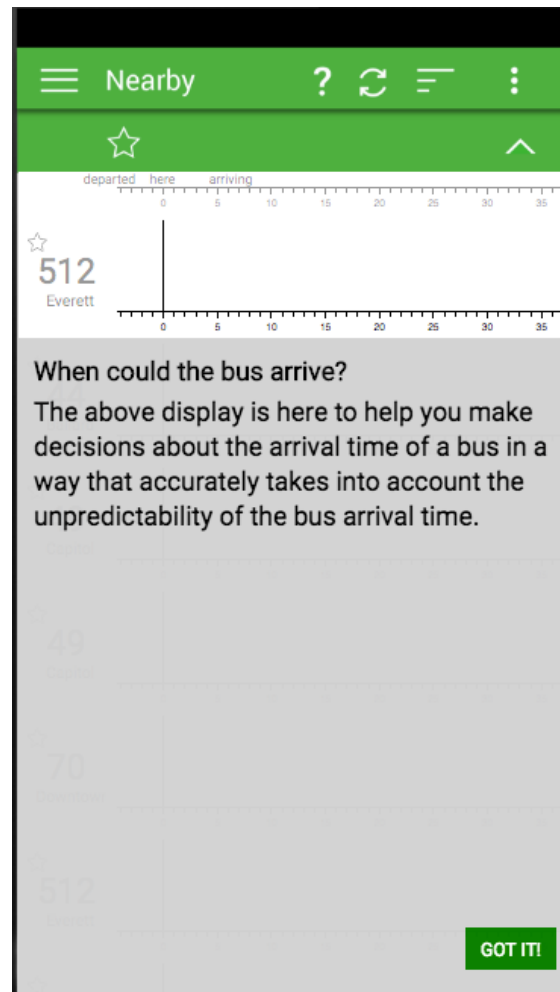 Nearby ?
departed here arriving
0 5 10 15 20 25 30 35
512
Everett
0 5 10 15 20 25 30 35
When could the bus arrive?
The above display is here to help you make
decisions about the arrival time of a bus in a
way that accurately takes into account the
unpredictability of the bus arrival time.
49
70
512
Everett
GOT IT!